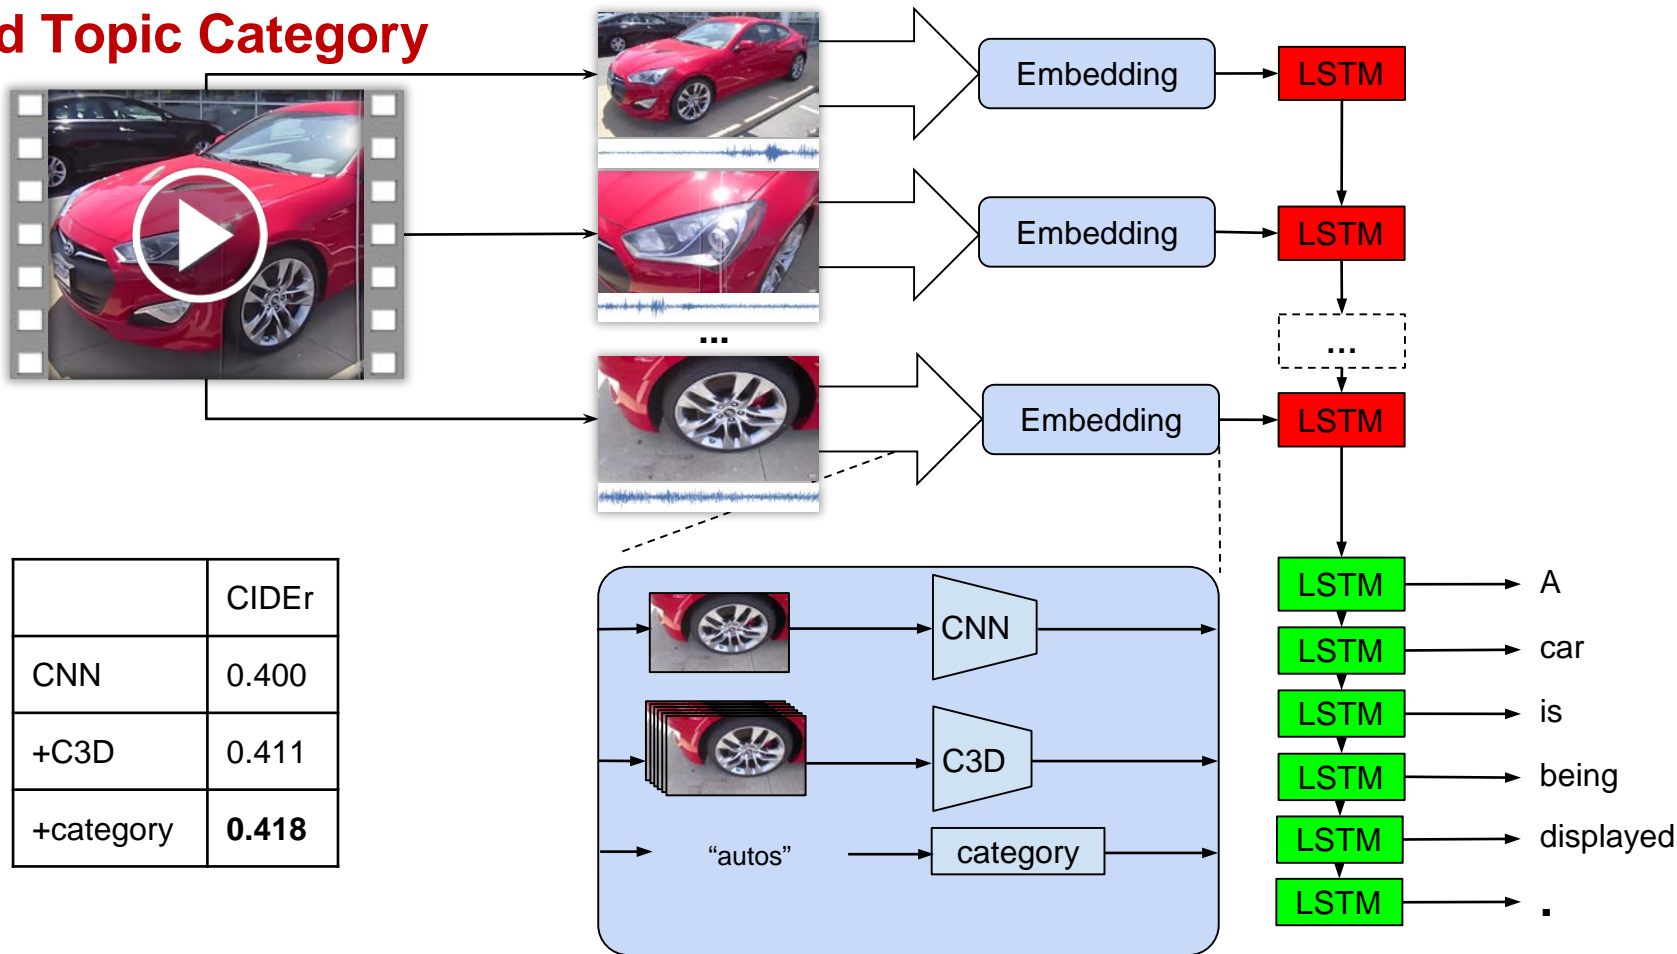 d Topic Category
Embedding
LSTM
Embedding
LSTM
...
...
Embedding
LSTM
CIDEr
CNN 0.400
+C3D 0.411
+category 0.418
CNN
C3D
“autos”
category
LSTM A
LSTM car
LSTM is
LSTM being
LSTM displayed
LSTM .